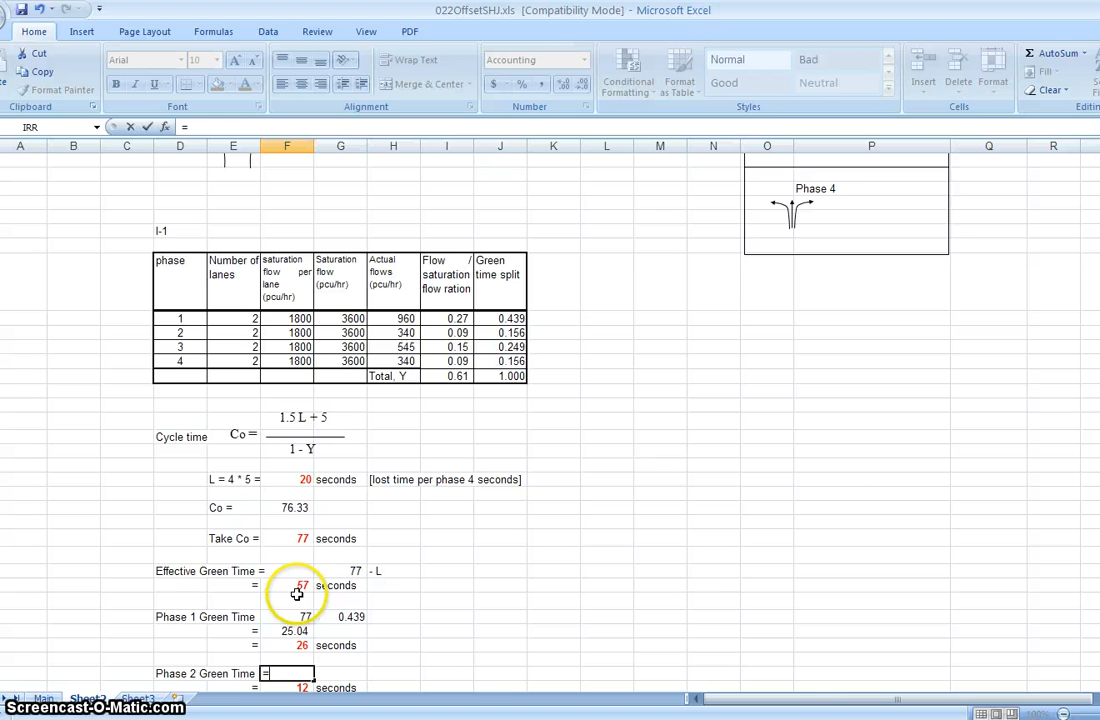 022OffsetSHJ.xls [Compatibility Mode] - Microsoft Excel
Home Insert Page Layout Formulas Data Review View PDF
Cut
Copy
Format Painter
Clipboard
Arial 10
B I U
Font
Wrap Text
Merge & Center
Alignment
Accounting
$ % ,
Number
Conditional Formatting
Format as Table
Normal Bad
Good Neutral
Styles
Insert Delete Format
Cells
Σ AutoSum
Fill
Clear
IRR fx =
A B C D E F G H I J K L M N O P Q R
Phase 4
I-1
phase Number of lanes saturation flow per lane (pcu/hr) Saturation flow (pcu/hr) Actual flows (pcu/hr) Flow / saturation flow ration Green time split
1 2 1800 3600 960 0.27 0.439
2 2 1800 3600 340 0.09 0.156
3 2 1800 3600 545 0.15 0.249
4 2 1800 3600 340 0.09 0.156
Total, Y 0.61 1.000
1.5 L + 5
Cycle time Co =
1 - Y
L = 4 * 5 = 20 seconds [lost time per phase 4 seconds]
Co = 76.33
Take Co = 77 seconds
Effective Green Time = 77 - L
= 57 seconds
Phase 1 Green Time 77 0.439
= 25.04
= 26 seconds
Phase 2 Green Time =
= 12 seconds
Main Sheet2 Sheet3
Screencast-O-Matic.com
100%